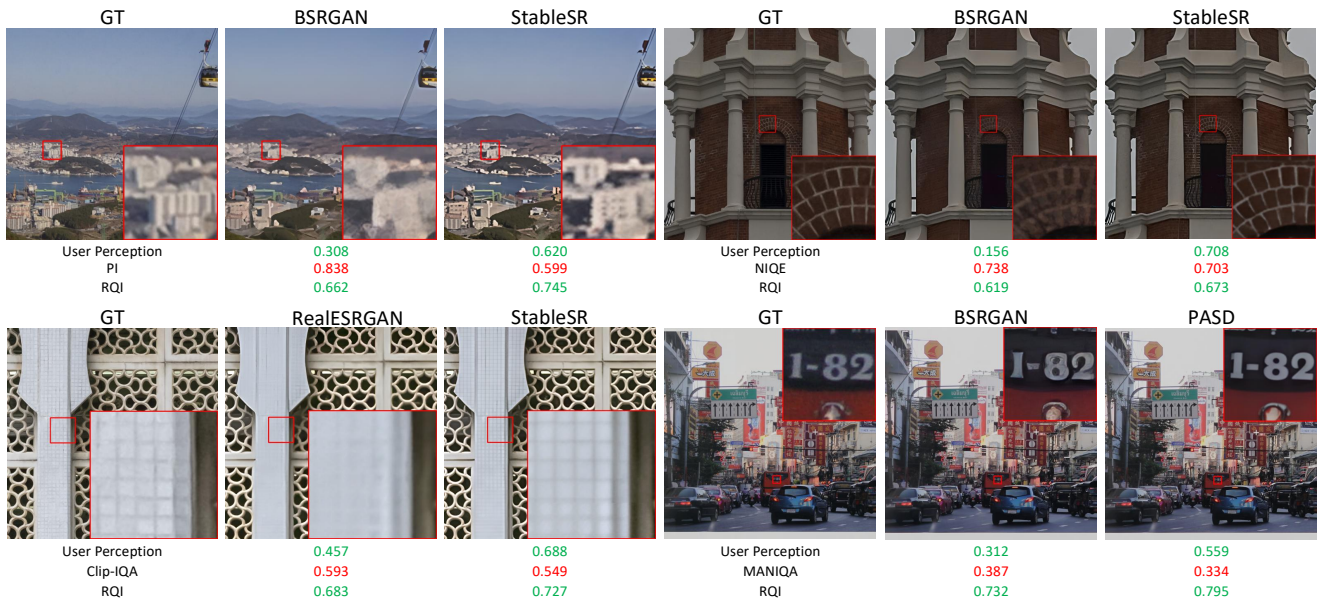 GT BSRGAN StableSR GT BSRGAN StableSR
User Perception 0.308 0.620 User Perception 0.156 0.708
PI 0.838 0.599 NIQE 0.738 0.703
RQI 0.662 0.745 RQI 0.619 0.673
GT RealESRGAN StableSR GT BSRGAN PASD
1-82 1-82 1-82
User Perception 0.457 0.688 User Perception 0.312 0.559
Clip-IQA 0.593 0.549 MANIQA 0.387 0.334
RQI 0.683 0.727 RQI 0.732 0.795